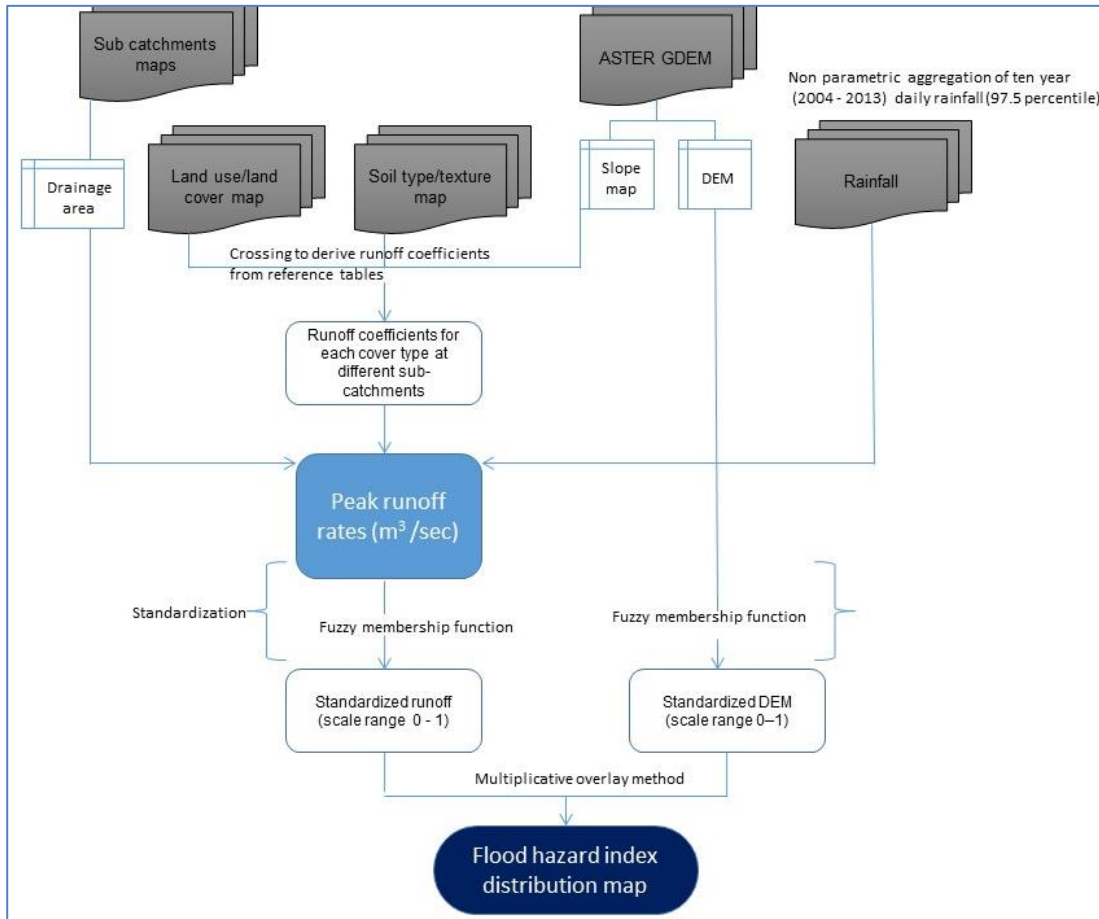 Sub catchments
maps
ASTER GDEM
Non parametric aggregation of ten year
(2004 - 2013) daily rainfall (97.5 percentile)
Drainage
area
Land use/land
cover map
Soil type/texture
map
Slope
map
DEM
Rainfall
Crossing to derive runoff coefficients
from reference tables
Runoff coefficients for
each cover type at
different sub-
catchments
Peak runoff
rates (m³/sec)
Standardization
Fuzzy membership function
Fuzzy membership function
Standardized runoff
(scale range 0 - 1)
Standardized DEM
(scale range 0–1)
Multiplicative overlay method
Flood hazard index
distribution map